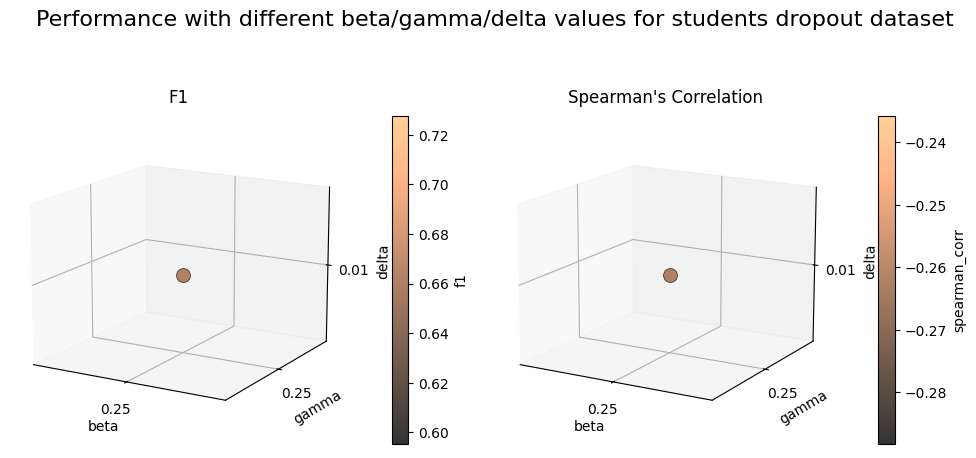 Performance with different beta/gamma/delta values for students dropout dataset
F1
0.01
delta
0.25
gamma
0.25
beta
0.72
0.70
0.68
0.66
0.64
0.62
0.60
f1
Spearman's Correlation
0.01
delta
0.25
gamma
0.25
beta
−0.24
−0.25
−0.26
−0.27
−0.28
spearman_corr